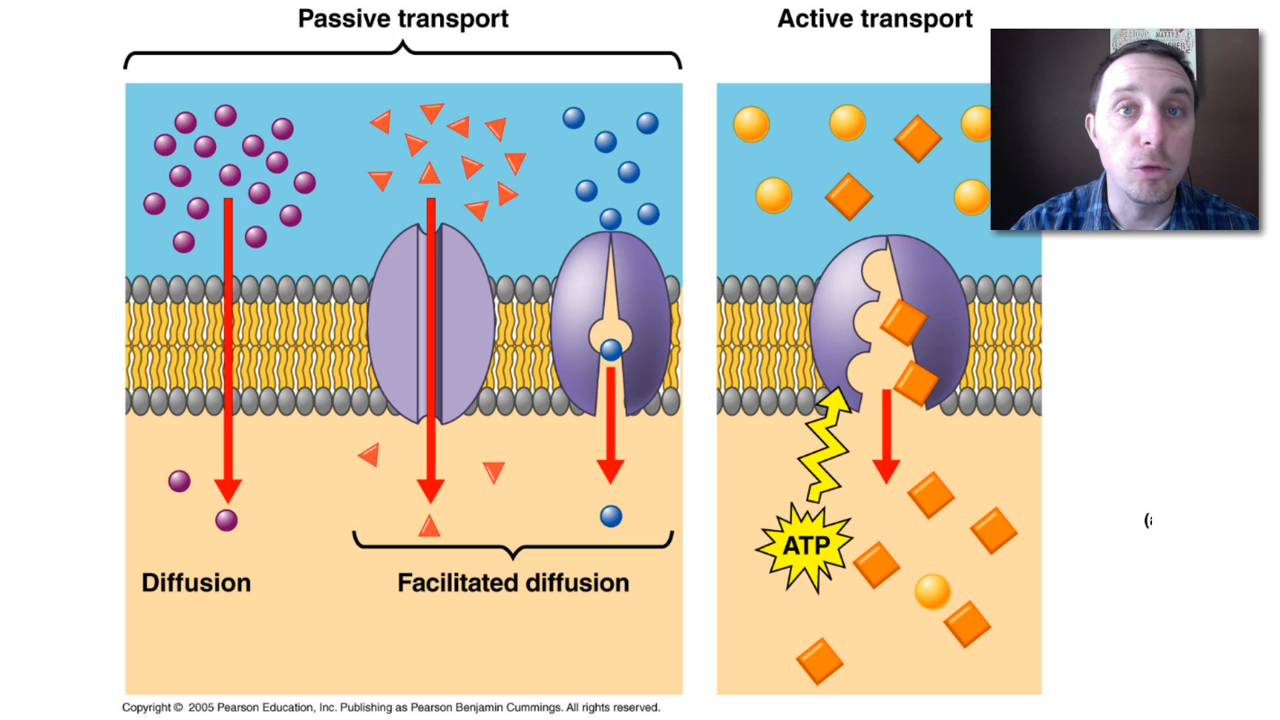 Passive transport
Active transport
MATTER
ATP
Diffusion
Facilitated diffusion
Copyright © 2005 Pearson Education, Inc. Publishing as Pearson Benjamin Cummings. All rights reserved.